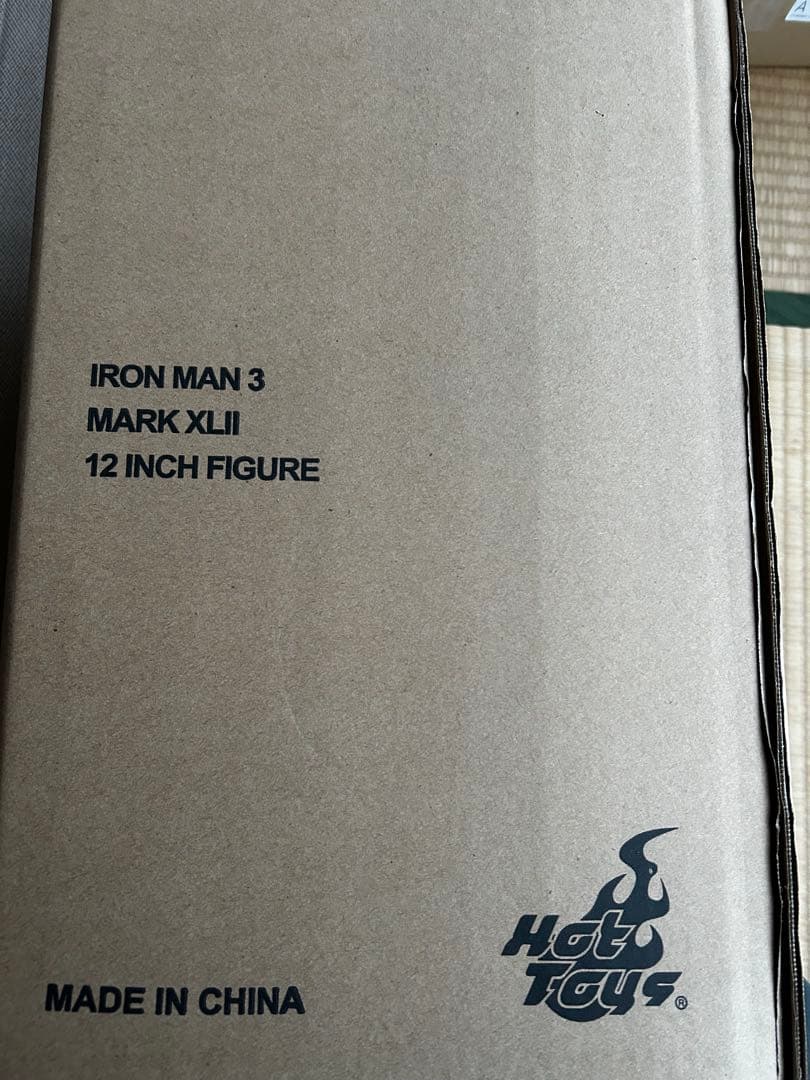 IRON MAN 3
MARK XLII
12 INCH FIGURE
MADE IN CHINA
Hot
Toys®
A